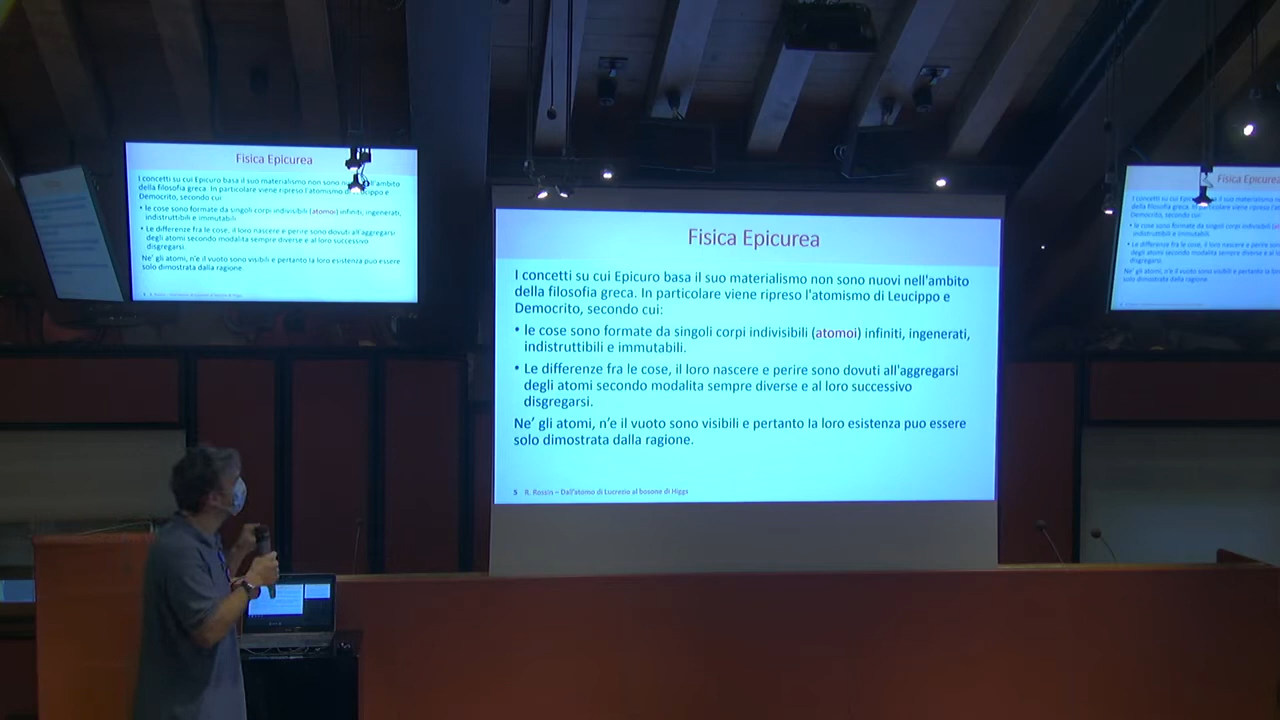 Fisica Epicurea
I concetti su cui Epicuro basa il suo materialismo non sono nuovi nell'ambito
della filosofia greca. In particolare viene ripreso l'atomismo di Leucippo e
Democrito, secondo cui:
• le cose sono formate da singoli corpi indivisibili (atomoi) infiniti, ingenerati,
indistruttibili e immutabili.
• Le differenze fra le cose, il loro nascere e perire sono dovuti all'aggregarsi
degli atomi secondo modalita sempre diverse e al loro successivo
disgregarsi.
Ne' gli atomi, n'e il vuoto sono visibili e pertanto la loro esistenza puo essere
solo dimostrata dalla ragione.
5 R. Rossin – Dall'atomo di Lucrezio al bosone di Higgs